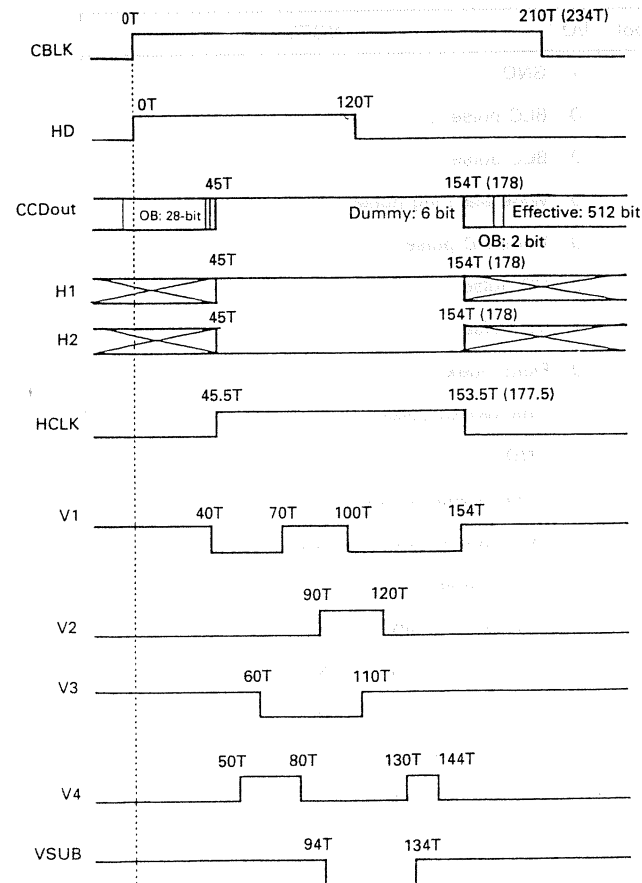 0T 210T (234T)
CBLK
0T 120T
HD
45T 154T (178)
CCDout OB: 28-bit Dummy: 6 bit Effective: 512 bit
OB: 2 bit
45T 154T (178)
H1
45T 154T (178)
H2
45.5T 153.5T (177.5)
HCLK
40T 70T 100T 154T
V1
90T 120T
V2
60T 110T
V3
50T 80T 130T 144T
V4
94T 134T
VSUB